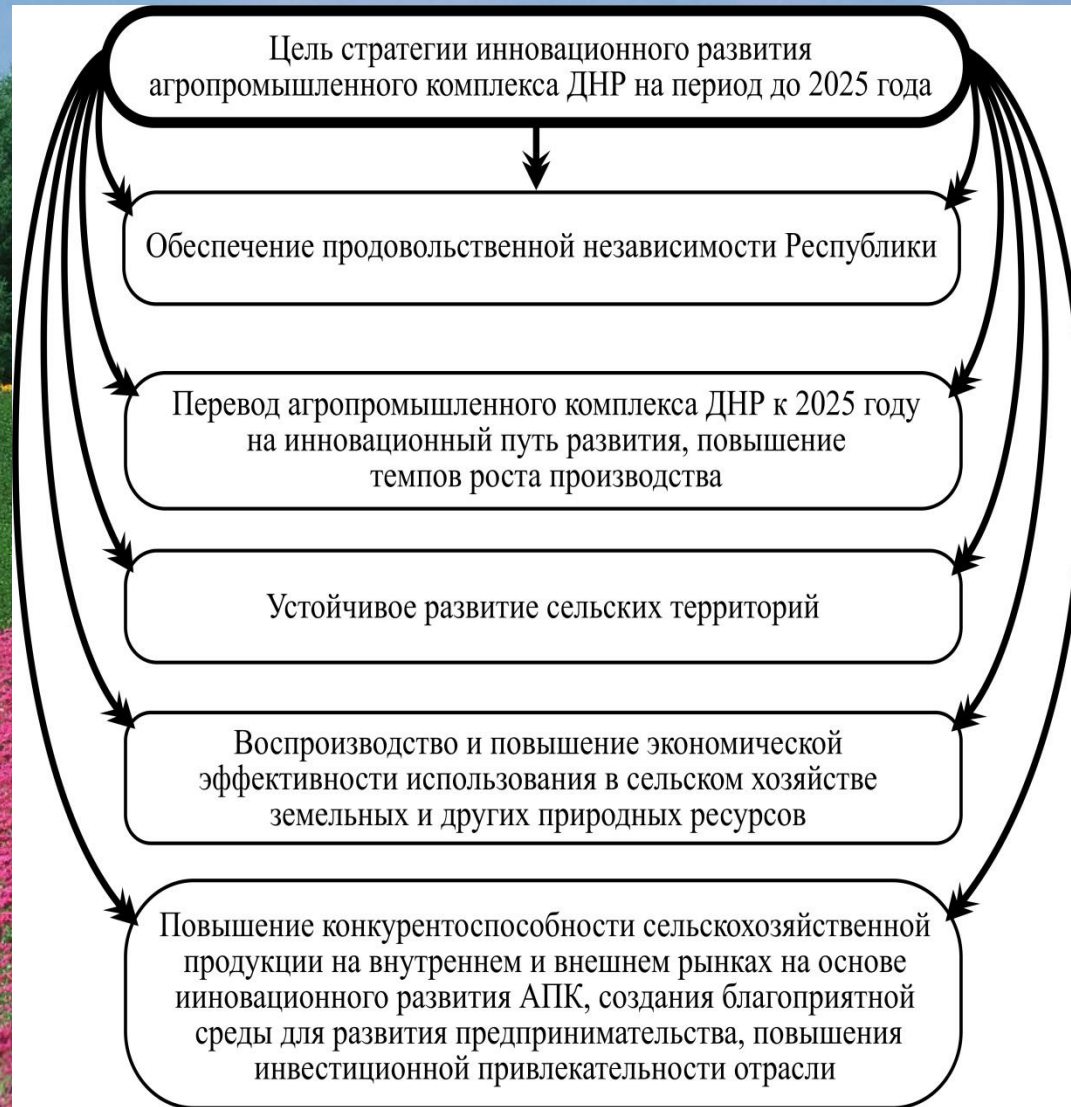 Цель стратегии инновационного развития
агропромышленного комплекса ДНР на период до 2025 года
Обеспечение продовольственной независимости Республики
Перевод агропромышленного комплекса ДНР к 2025 году
на инновационный путь развития, повышение
темпов роста производства
Устойчивое развитие сельских территорий
Воспроизводство и повышение экономической
эффективности использования в сельском хозяйстве
земельных и других природных ресурсов
Повышение конкурентоспособности сельскохозяйственной
продукции на внутреннем и внешнем рынках на основе
ииновационного развития АПК, создания благоприятной
среды для развития предпринимательства, повышения
инвестиционной привлекательности отрасли